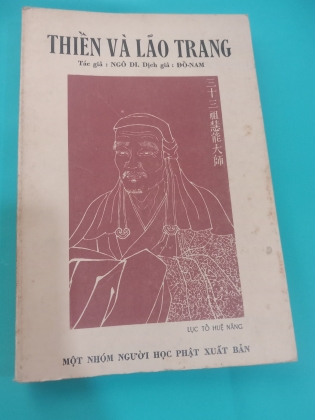 THIỀN VÀ LÃO TRANG
Tác giả : NGÔ DI. Dịch giả : ĐỒ-NAM
三十三祖慧能大師
LỤC TỔ HUỆ NĂNG
MỘT NHÓM NGƯỜI HỌC PHẬT XUẤT BẢN